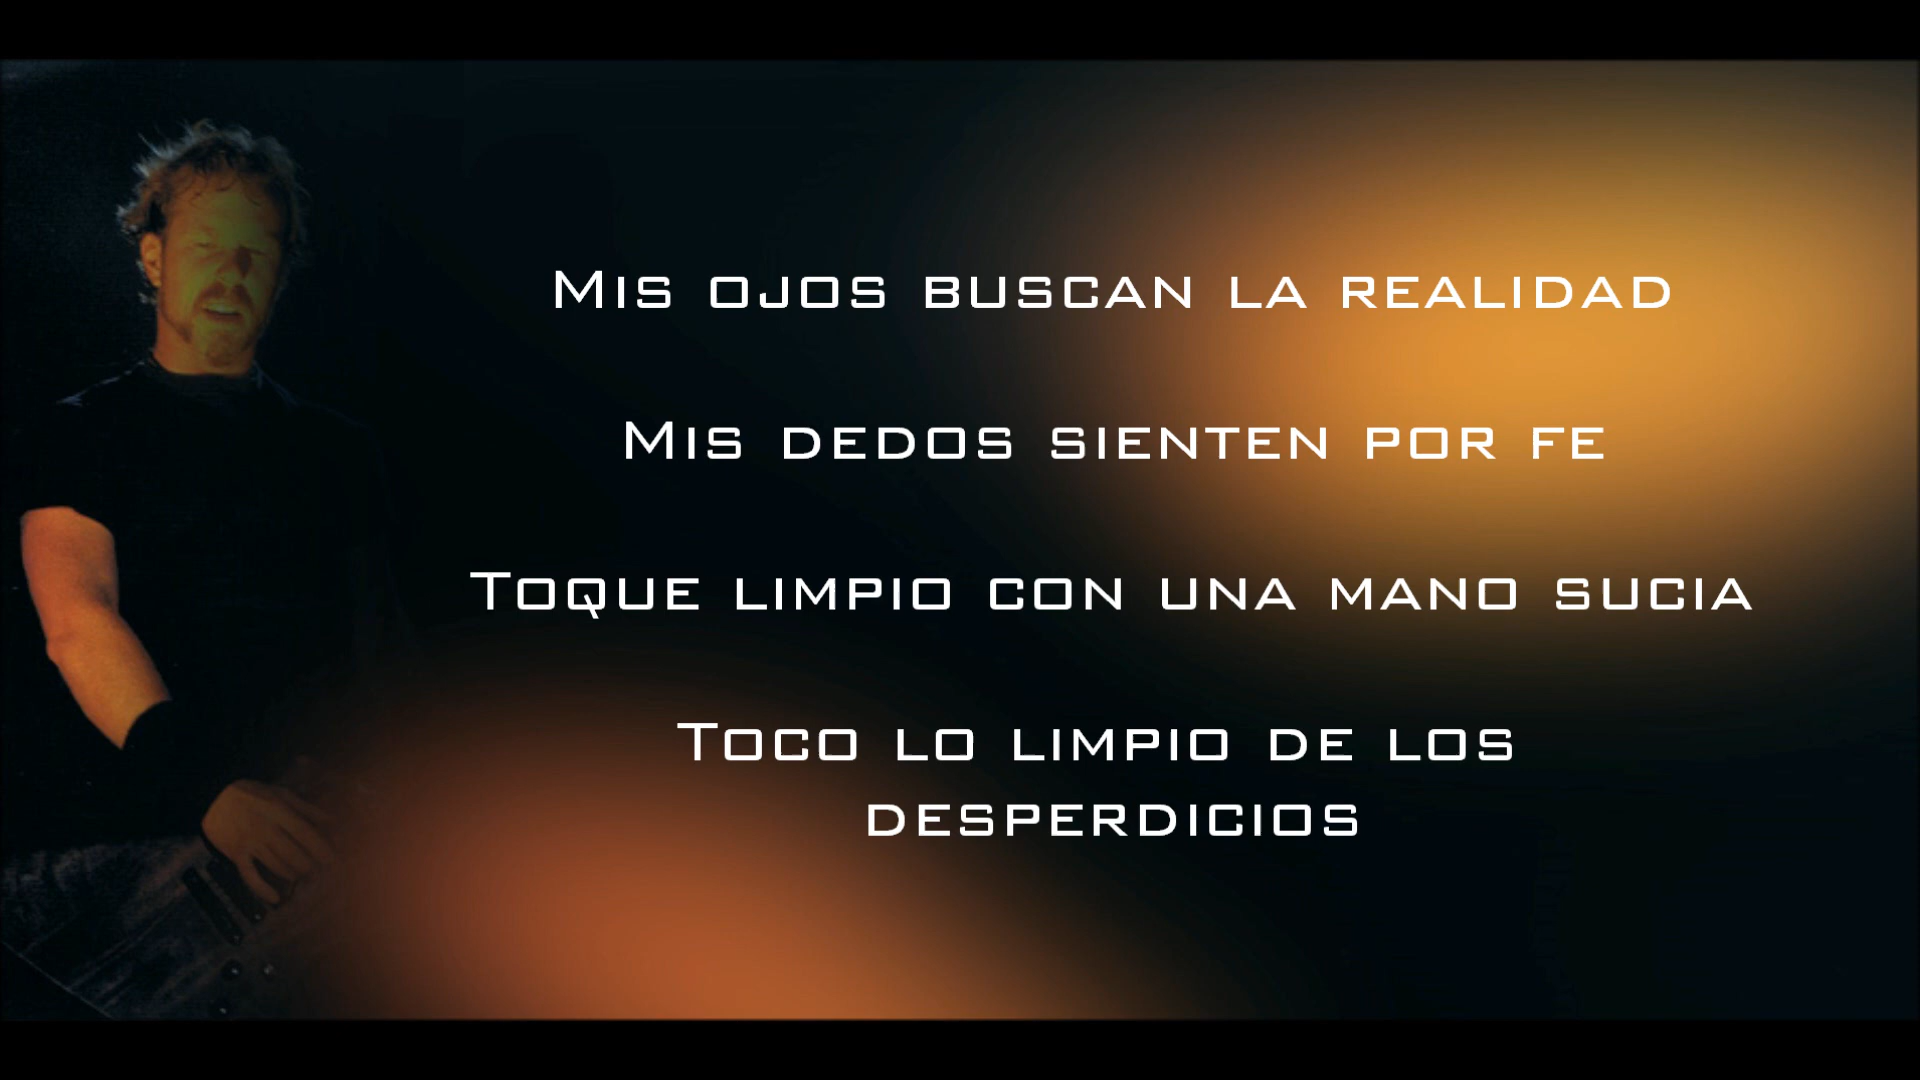 Mis ojos buscan la realidad
Mis dedos sienten por fe
Toque limpio con una mano sucia
Toco lo limpio de los
desperdicios